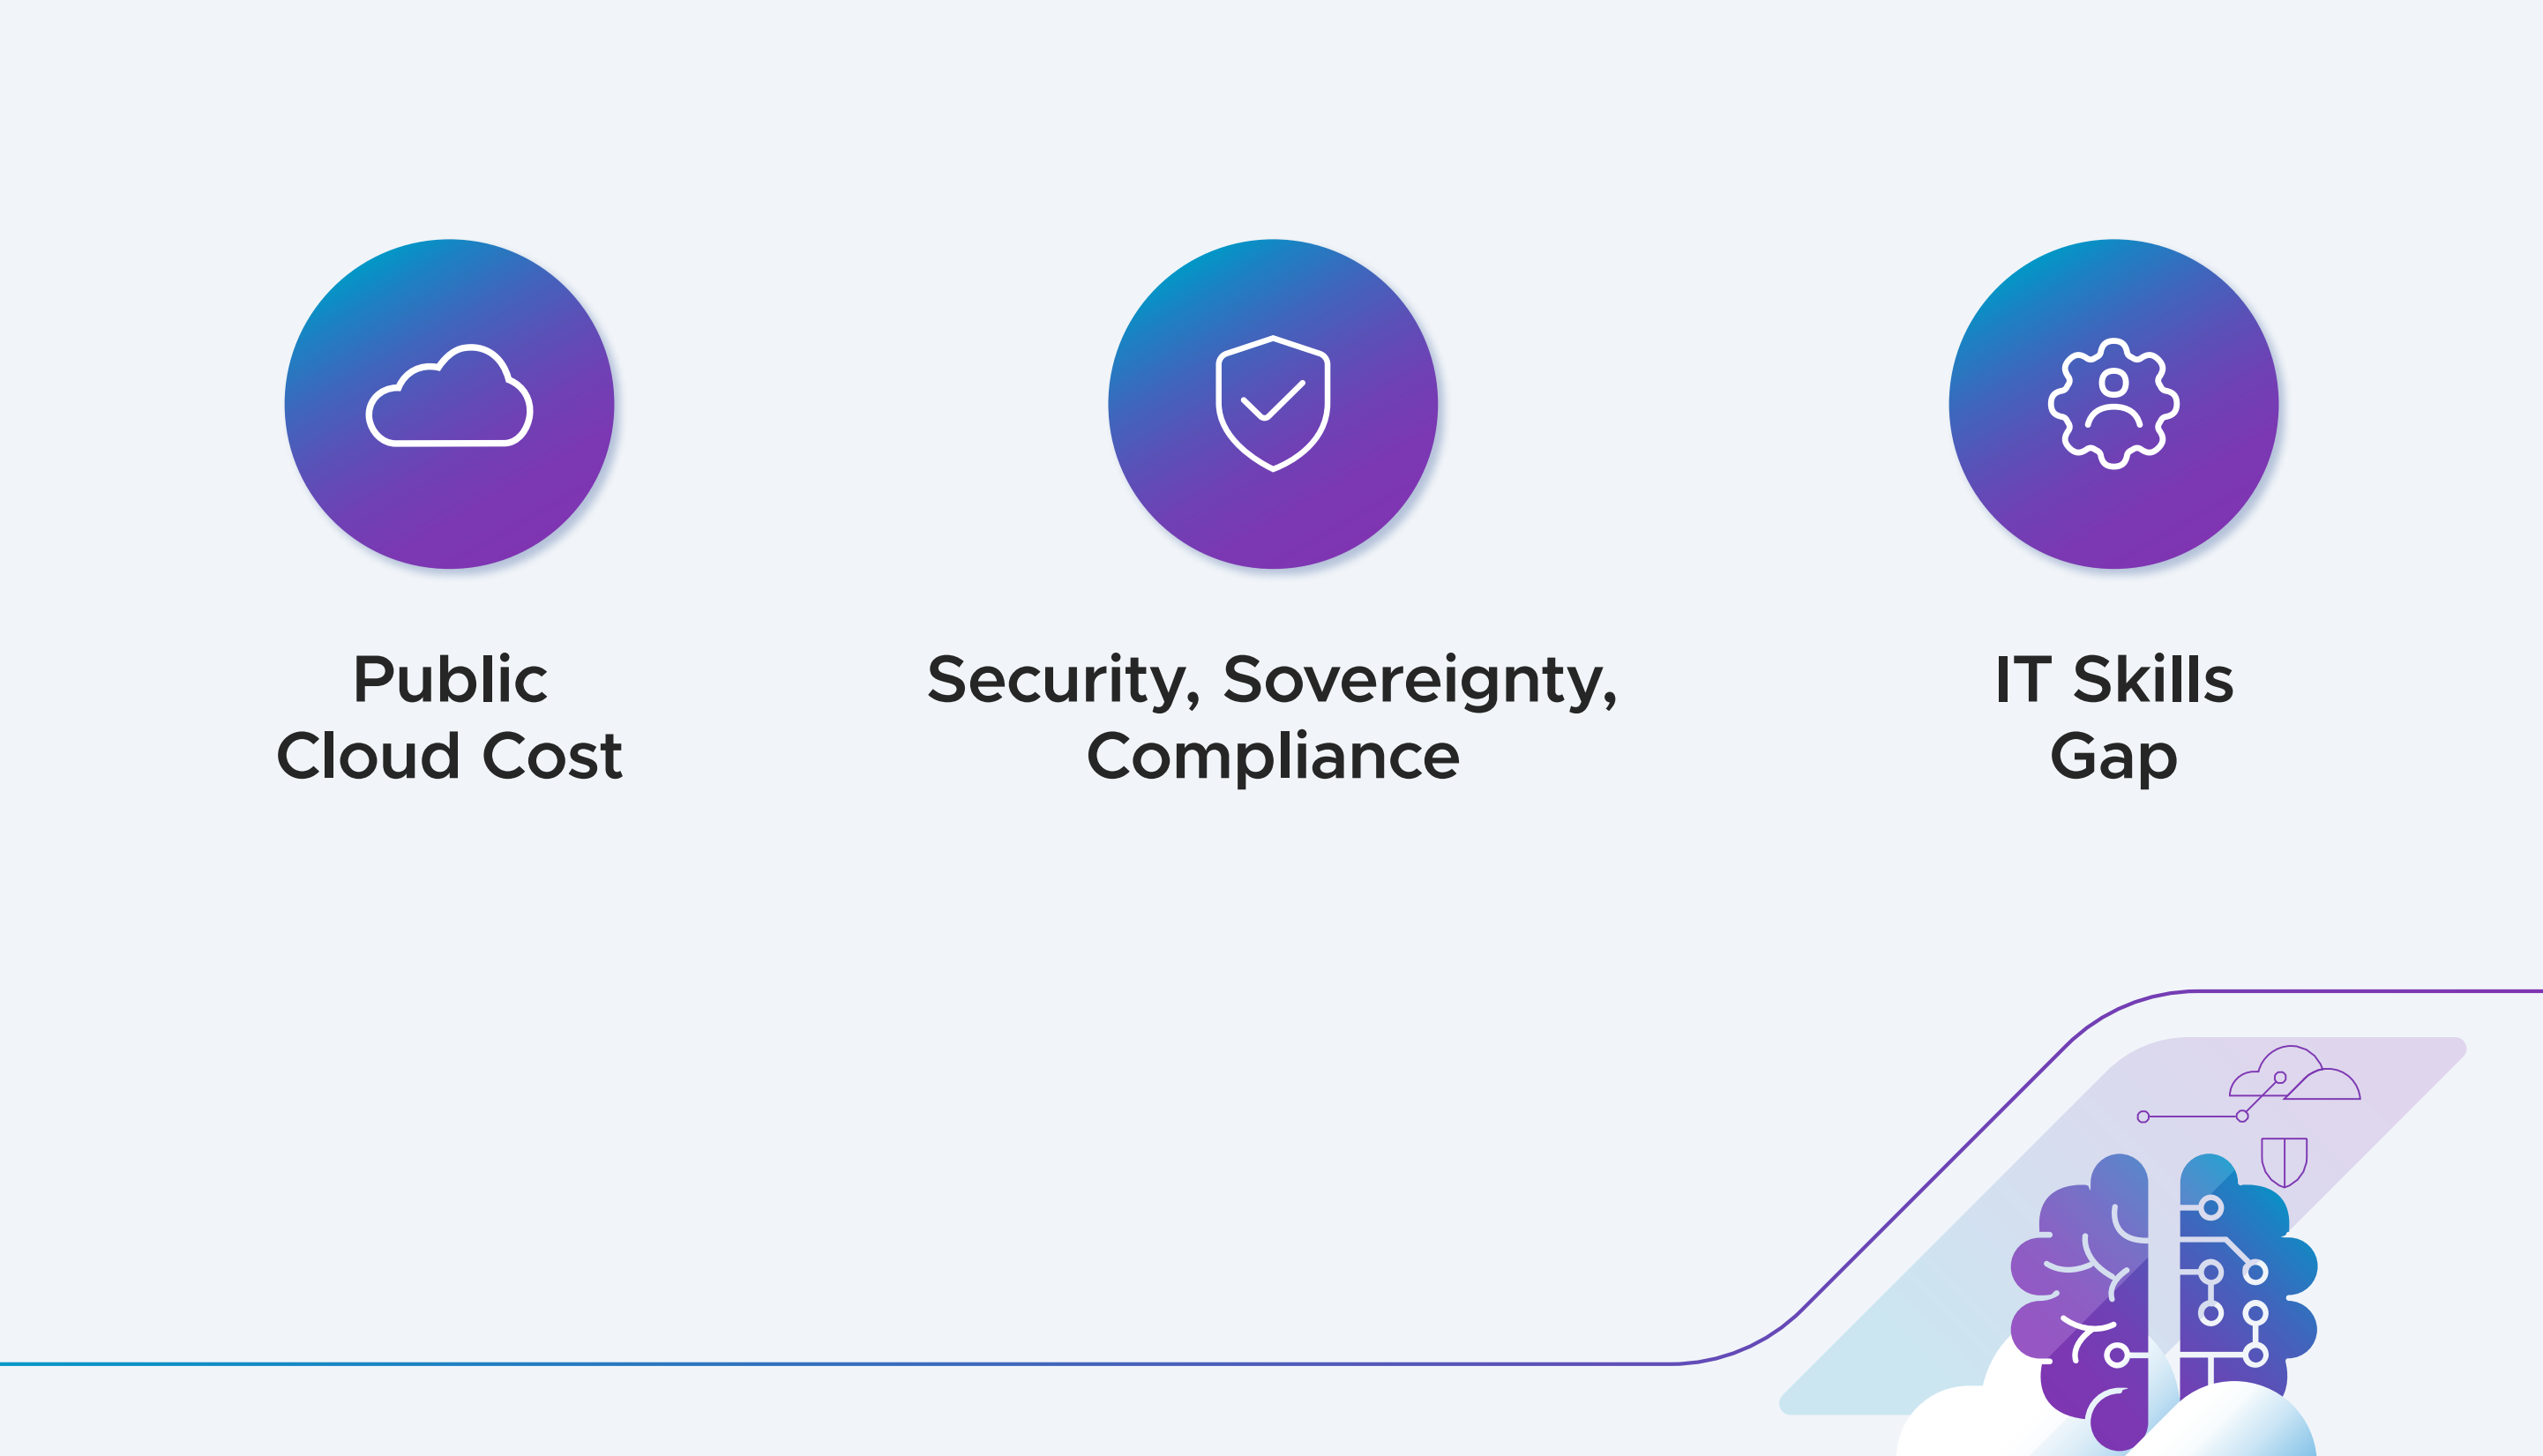 Public
Cloud Cost
Security, Sovereignty,
Compliance
IT Skills
Gap